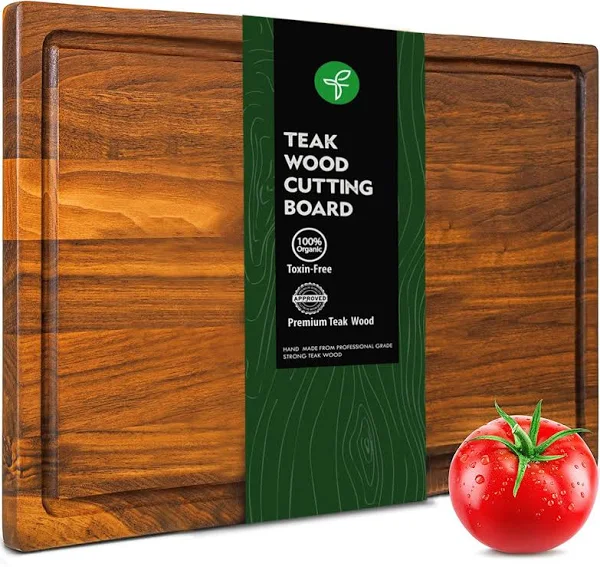 TEAK
WOOD
CUTTING
BOARD
100%
Organic
Toxin-Free
APPROVED
Premium Teak Wood
HAND MADE FROM PROFESSIONAL GRADE
STRONG TEAK WOOD